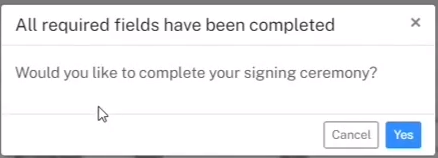 All required fields have been completed ×
Would you like to complete your signing ceremony?
Cancel Yes